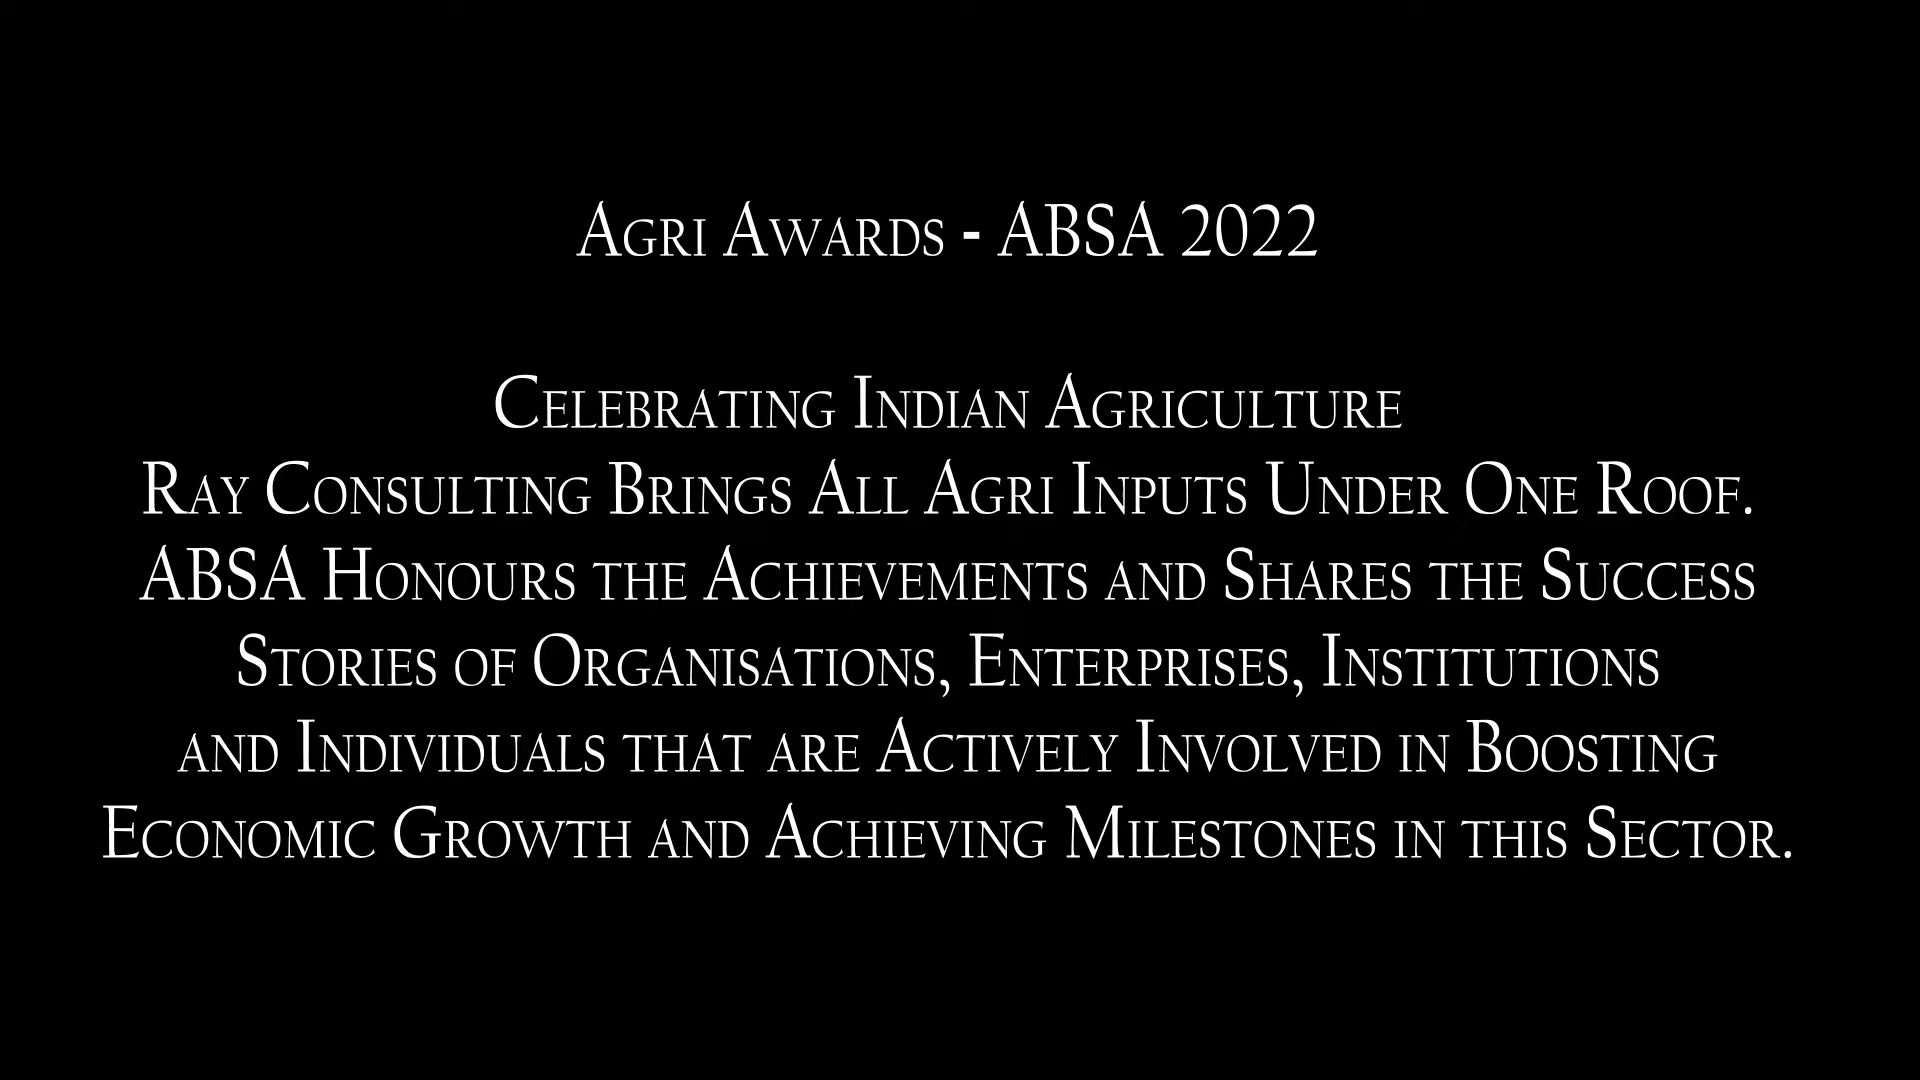 Agri Awards - ABSA 2022
Celebrating Indian Agriculture
Ray Consulting Brings All Agri Inputs Under One Roof.
ABSA Honours the Achievements and Shares the Success
Stories of Organisations, Enterprises, Institutions
and Individuals that are Actively Involved in Boosting
Economic Growth and Achieving Milestones in this Sector.